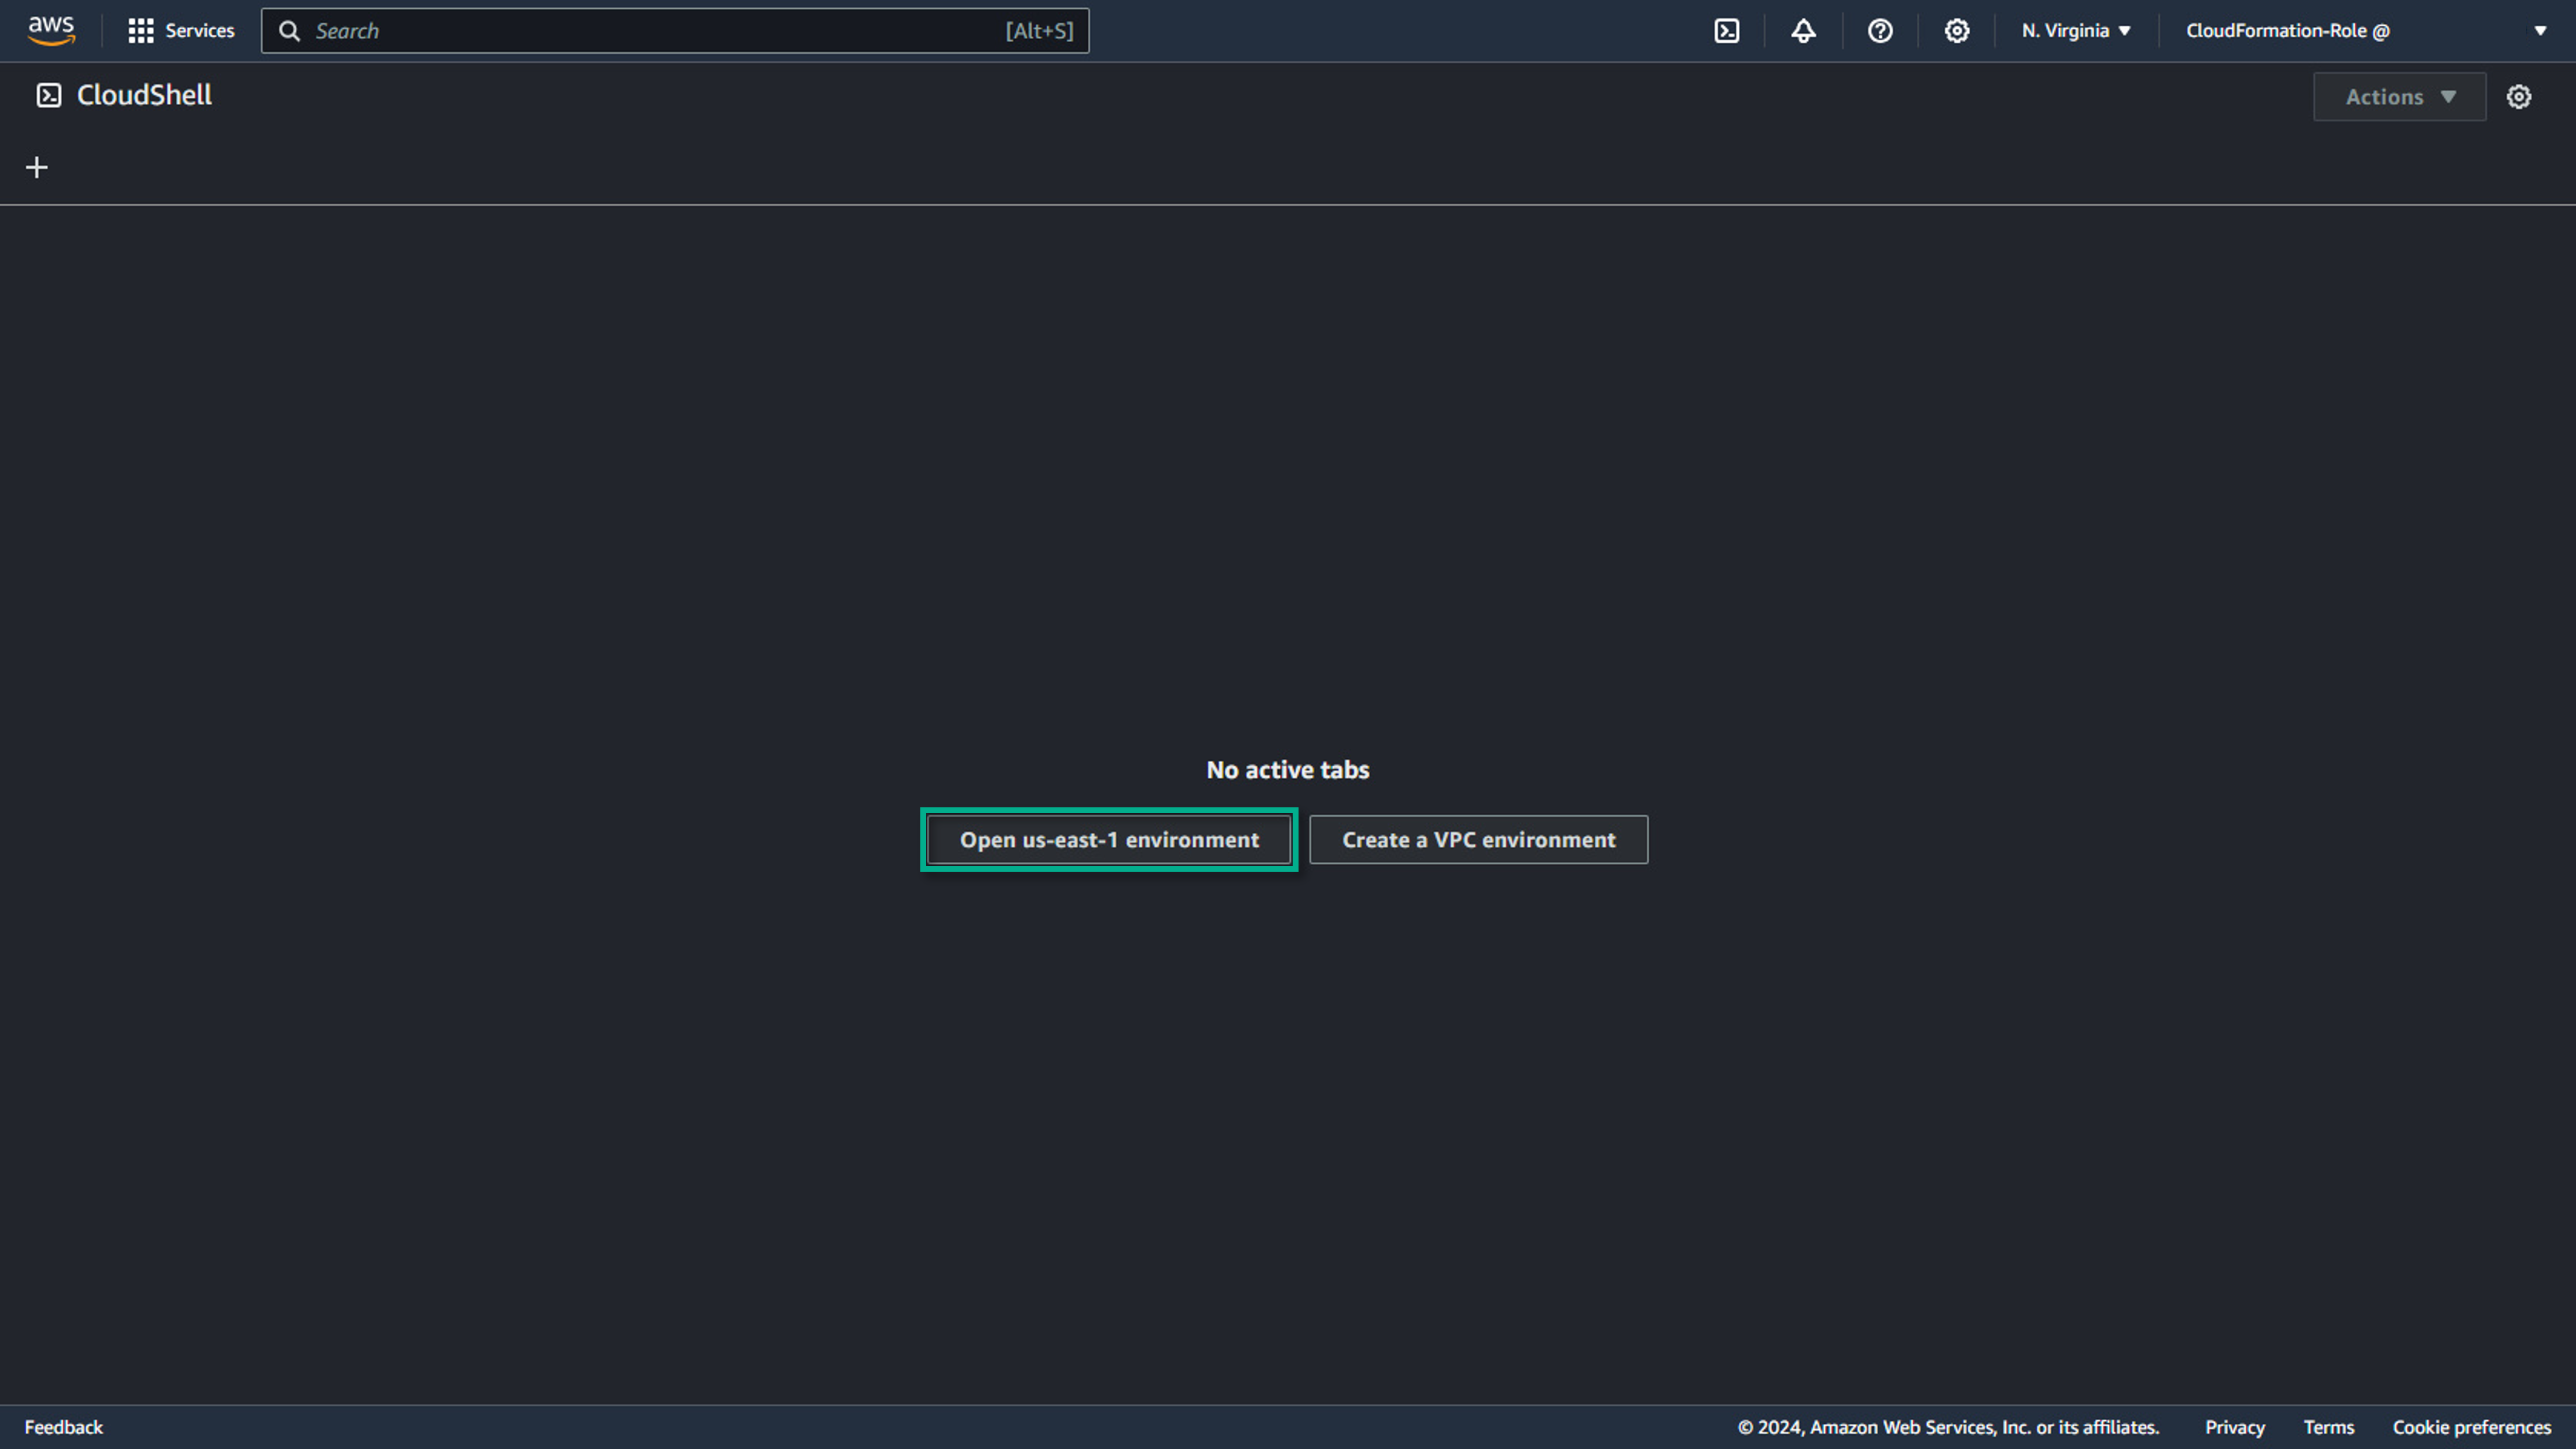 aws Services Search [Alt+S] N. Virginia CloudFormation-Role @
CloudShell Actions
No active tabs
Open us-east-1 environment Create a VPC environment
Feedback © 2024, Amazon Web Services, Inc. or its affiliates. Privacy Terms Cookie preferences